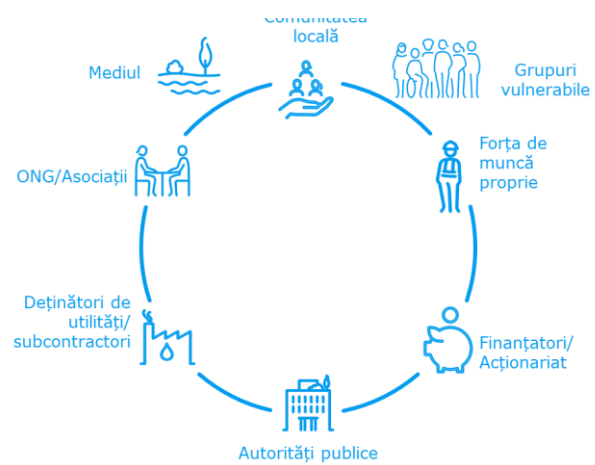 Comunitatea
locală
Grupuri
vulnerabile
Forța de
muncă
proprie
Finanțatori/
Acționariat
Autorități publice
Deținători de
utilități/
subcontractori
ONG/Asociații
Mediul